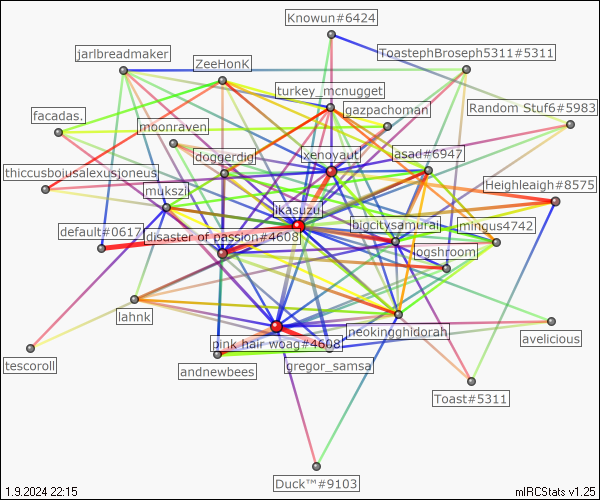 Knowun#6424
jarlbreadmaker
ToastephBroseph5311#5311
ZeeHonK
turkey_mcnugget
gazpachoman
Random Stuf6#5983
facadas.
moonraven
doggerdig
xenoyaut
asad#6947
thiccusboiusalexusjoneus
mukszi
Heighleaigh#8575
iKasuzu
bigcitysamurai
mingus4742
default#0617
disaster of passion#4608
ogshroom
lahnk
neokingghidorah
avelicious
tescoroll
pink hair woag#4608
andnewbees
gregor_samsa
Toast#5311
Duck™#9103
1.9.2024 22:15
mIRCStats v1.25